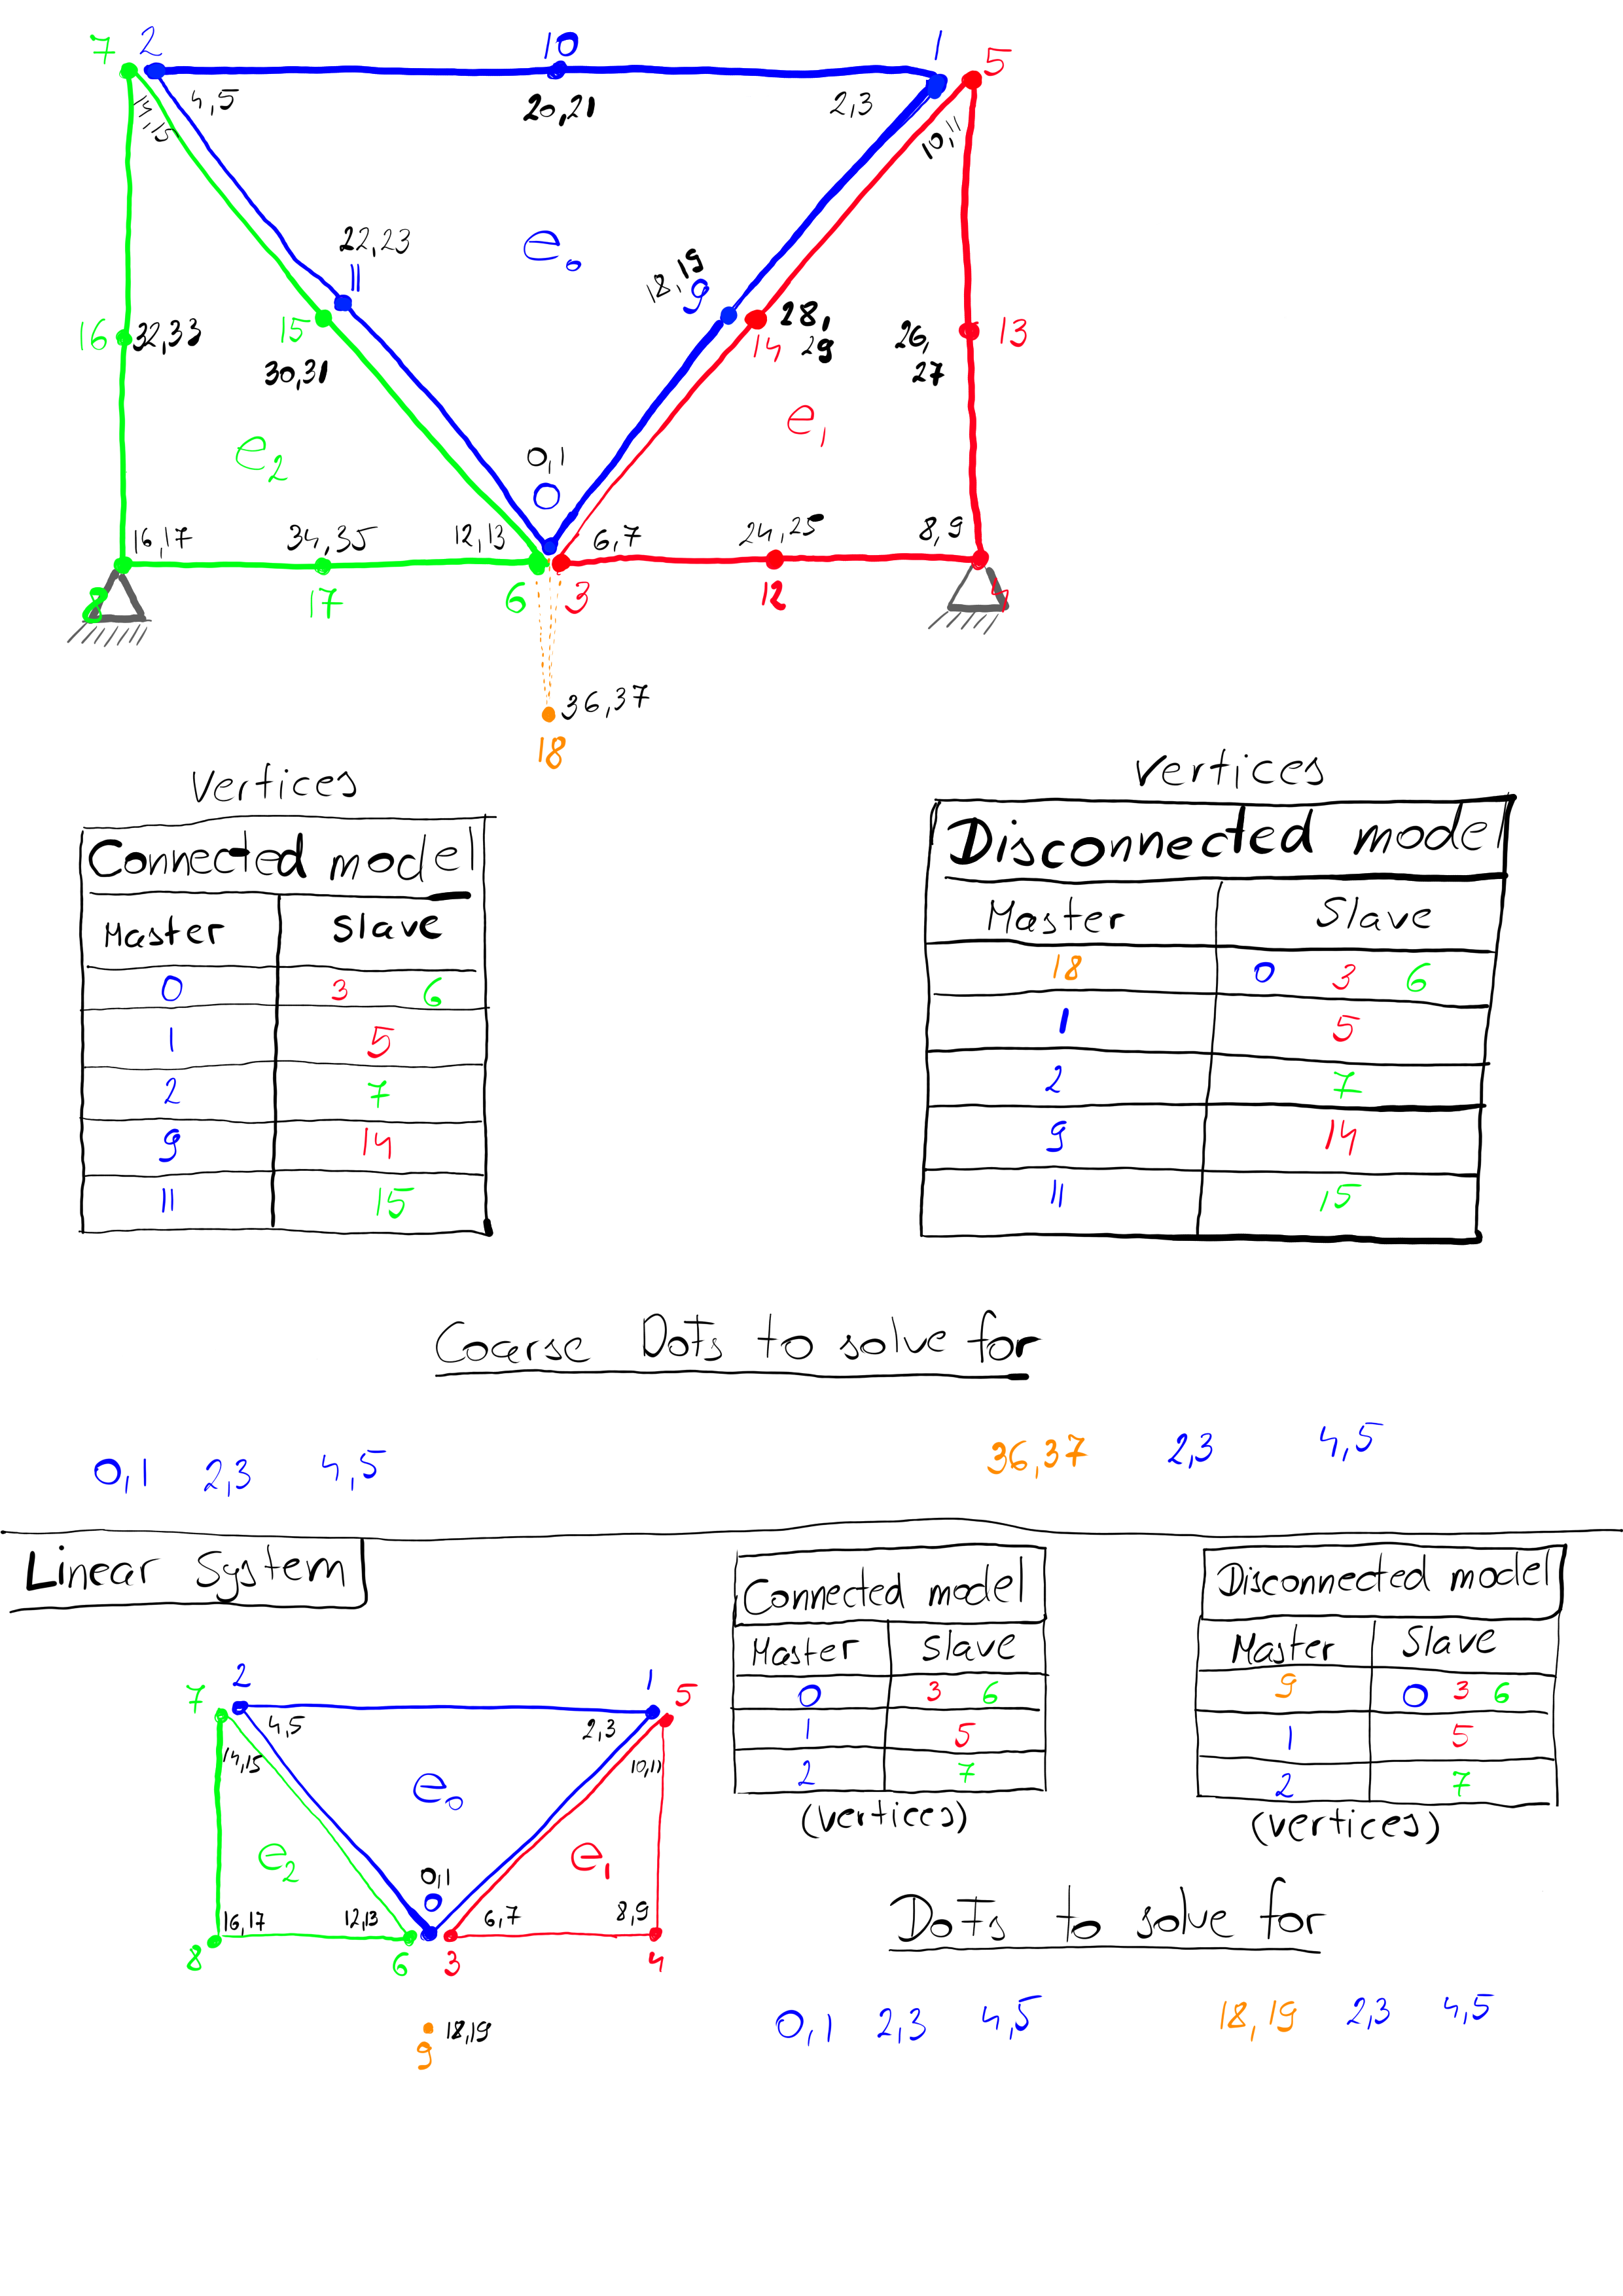 7 2 10 1 5
14,15 4,5 20,21 2,3 10,11
22,23
11 e0 18,19
9
16 32,33 15 28, 26, 13
30,31 14 29 27
e1
e2 0,1
0
16,17 34,35 12,13 6,7 24,25 8,9
8 17 6 3 12 4
36,37
18
vertices
Connected model
Master Slave
0 3 6
1 5
2 7
9 14
11 15
vertices
Disconnected model
Master Slave
18 0 3 6
1 5
2 7
9 14
11 15
Coarse DoFs to solve for
0,1 2,3 4,5 36,37 2,3 4,5
Linear System
2 1 5
7
4,5 2,3
14,15 10,11
e0
e2 e1
0,1
0
16,17 12,13 6,7 8,9
8 6 3 4
18,19
9
Connected model
Master Slave
0 3 6
1 5
2 7
(vertices)
Disconnected model
Master Slave
9 0 3 6
1 5
2 7
(vertices)
DoFs to solve for
0,1 2,3 4,5 18,19 2,3 4,5